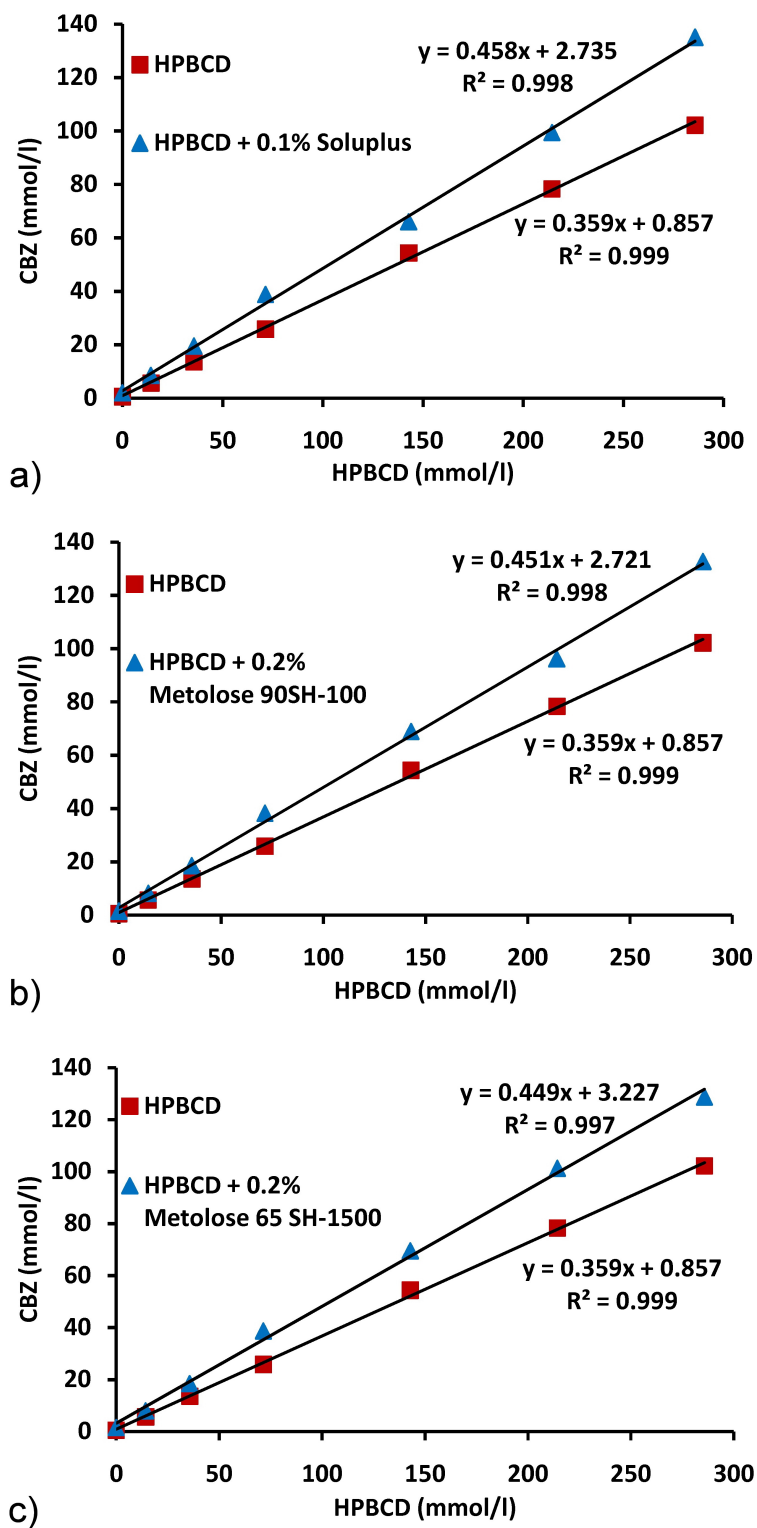 140
120
100
80
60
40
20
0
CBZ (mmol/l)
HPBCD
HPBCD + 0.1% Soluplus
y = 0.458x + 2.735
R² = 0.998
y = 0.359x + 0.857
R² = 0.999
0 50 100 150 200 250 300
HPBCD (mmol/l)
a)
140
120
100
80
60
40
20
0
CBZ (mmol/l)
HPBCD
HPBCD + 0.2%
Metolose 90SH-100
y = 0.451x + 2.721
R² = 0.998
y = 0.359x + 0.857
R² = 0.999
0 50 100 150 200 250 300
HPBCD (mmol/l)
b)
140
120
100
80
60
40
20
0
CBZ (mmol/l)
HPBCD
HPBCD + 0.2%
Metolose 65 SH-1500
y = 0.449x + 3.227
R² = 0.997
y = 0.359x + 0.857
R² = 0.999
0 50 100 150 200 250 300
HPBCD (mmol/l)
c)